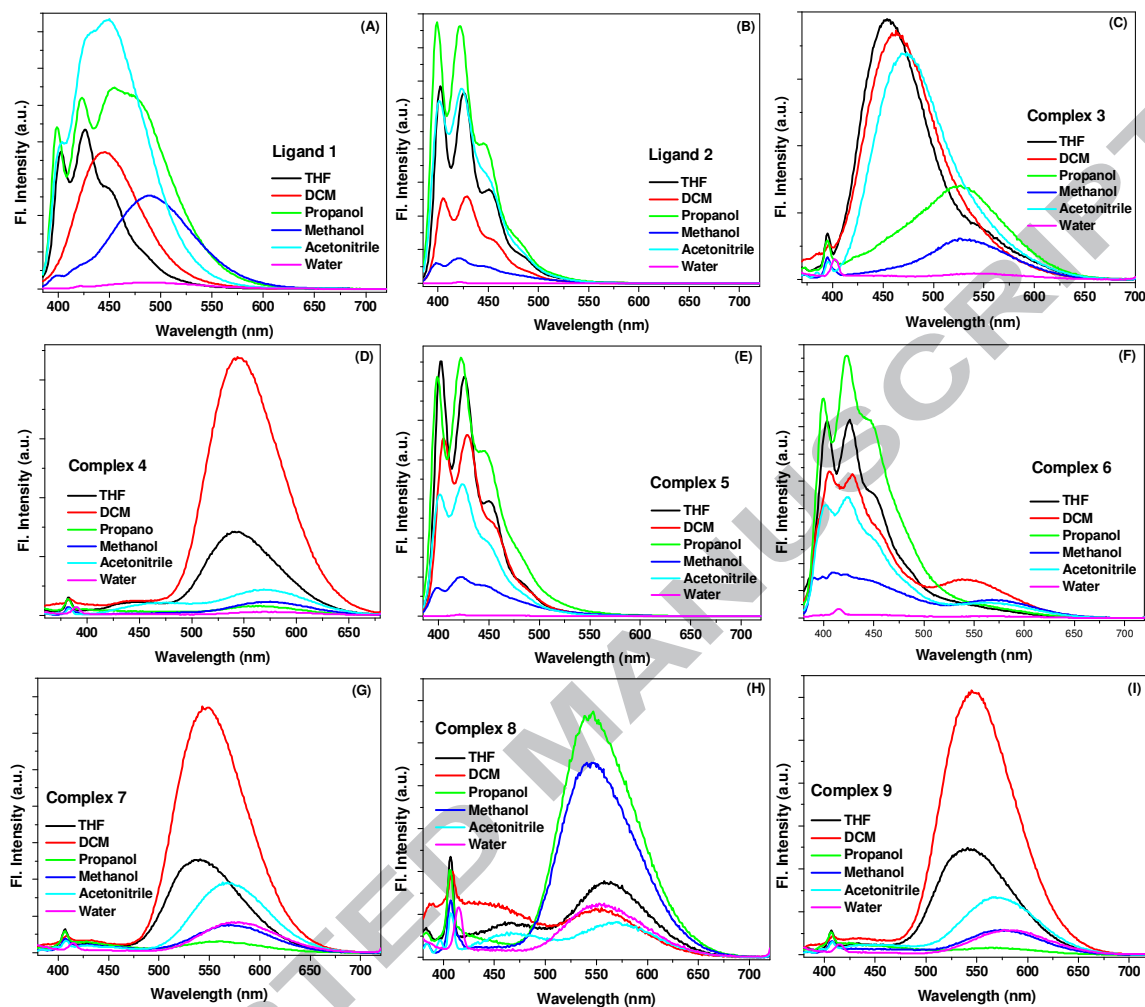 (A)
Fl. Intensity (a.u.)
Ligand 1
THF
DCM
Propanol
Methanol
Acetonitrile
Water
400 450 500 550 600 650 700
Wavelength (nm)
(B)
Fl. Intensity (a.u.)
Ligand 2
THF
DCM
Propanol
Methanol
Acetonitrile
Water
400 450 500 550 600 650 700
Wavelength (nm)
(C)
Fl. Intensity (a.u.)
Complex 3
THF
DCM
Propanol
Methanol
Acetonitrile
Water
400 450 500 550 600 650 700
Wavelength (nm)
(D)
Fl. Intensity (a.u.)
Complex 4
THF
DCM
Propano
Methanol
Acetonitrile
Water
400 450 500 550 600 650
Wavelength (nm)
(E)
Fl. Intensity (a.u.)
Complex 5
THF
DCM
Propanol
Methanol
Acetonitrile
Water
400 450 500 550 600 650 700
Wavelength (nm)
(F)
Fl. Intensity (a.u.)
Complex 6
THF
DCM
Propanol
Methanol
Acetonitrile
Water
400 450 500 550 600 650 700
Wavelength (nm)
(G)
Fl. Intensity (a.u.)
Complex 7
THF
DCM
Propanol
Methanol
Acetonitrile
Water
400 450 500 550 600 650 700
Wavelength (nm)
(H)
Fl. Intensity (a.u.)
Complex 8
THF
DCM
Propanol
Methanol
Acetonitrile
Water
400 450 500 550 600 650 700
Wavelength (nm)
(I)
Fl. Intensity (a.u.)
Complex 9
THF
DCM
Propanol
Methanol
Acetonitrile
Water
400 450 500 550 600 650 700
Wavelength (nm)
PTED MANUSCRIPT